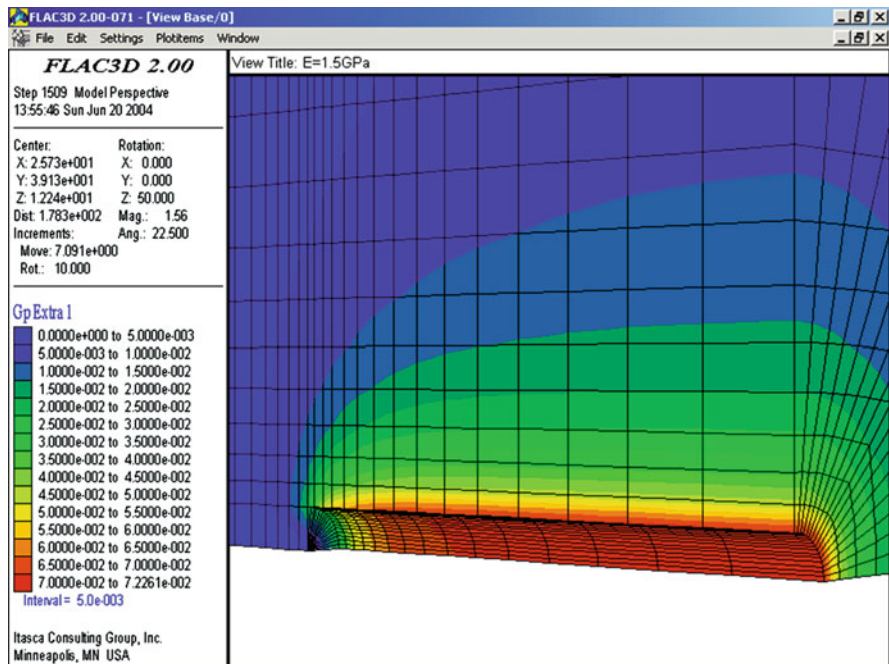 FLAC3D 2.00-071 - [View Base/0]
File Edit Settings Plotitems Window
FLAC3D 2.00
View Title: E=1.5GPa
Step 1509 Model Perspective
13:55:46 Sun Jun 20 2004
Center: Rotation:
X: 2.573e+001 X: 0.000
Y: 3.913e+001 Y: 0.000
Z: 1.224e+001 Z: 50.000
Dist: 1.783e+002 Mag.: 1.56
Increments: Ang.: 22.500
Move: 7.091e+000
Rot.: 10.000
Gp Extra 1
0.0000e+000 to 5.0000e-003
5.0000e-003 to 1.0000e-002
1.0000e-002 to 1.5000e-002
1.5000e-002 to 2.0000e-002
2.0000e-002 to 2.5000e-002
2.5000e-002 to 3.0000e-002
3.0000e-002 to 3.5000e-002
3.5000e-002 to 4.0000e-002
4.0000e-002 to 4.5000e-002
4.5000e-002 to 5.0000e-002
5.0000e-002 to 5.5000e-002
5.5000e-002 to 6.0000e-002
6.0000e-002 to 6.5000e-002
6.5000e-002 to 7.0000e-002
7.0000e-002 to 7.2261e-002
Interval = 5.0e-003
Itasca Consulting Group, Inc.
Minneapolis, MN USA